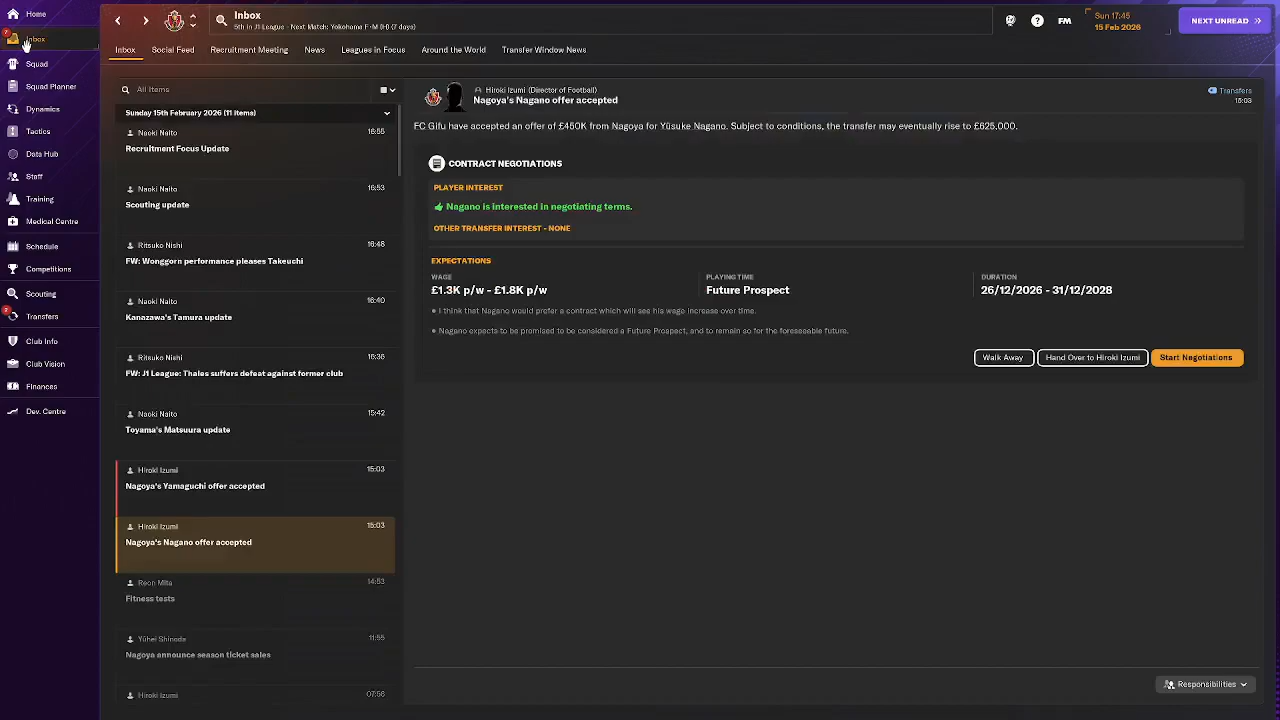 Home
Inbox
Squad
Squad Planner
Dynamics
Tactics
Data Hub
Staff
Training
Medical Centre
Schedule
Competitions
Scouting
Transfers
Club Info
Club Vision
Finances
Dev. Centre
Inbox
5th in J1 League - Next Match: Yokohama F·M (H) (7 days)
FM
Sun 17:45
15 Feb 2026
NEXT UNREAD
Inbox
Social Feed
Recruitment Meeting
News
Leagues in Focus
Around the World
Transfer Window News
All Items
Sunday 15th February 2026 (11 items)
Naoki Naito 16:55
Recruitment Focus Update
Naoki Naito 16:53
Scouting update
Ritsuko Nishi 16:48
FW: Wonggorn performance pleases Takeuchi
Naoki Naito 16:40
Kanazawa's Tamura update
Ritsuko Nishi 16:36
FW: J1 League: Thales suffers defeat against former club
Naoki Naito 15:42
Toyama's Matsuura update
Hiroki Izumi 15:03
Nagoya's Yamaguchi offer accepted
Hiroki Izumi 15:03
Nagoya's Nagano offer accepted
Reon Mita 14:53
Fitness tests
Yūhei Shinoda 11:55
Nagoya announce season ticket sales
Hiroki Izumi 07:56
Hiroki Izumi (Director of Football)
Nagoya's Nagano offer accepted
Transfers
15:03
FC Gifu have accepted an offer of £450K from Nagoya for Yūsuke Nagano. Subject to conditions, the transfer may eventually rise to £625,000.
CONTRACT NEGOTIATIONS
PLAYER INTEREST
Nagano is interested in negotiating terms.
OTHER TRANSFER INTEREST - NONE
EXPECTATIONS
WAGE
£1.3K p/w - £1.8K p/w
PLAYING TIME
Future Prospect
DURATION
26/12/2026 - 31/12/2028
• I think that Nagano would prefer a contract which will see his wage increase over time.
• Nagano expects to be promised to be considered a Future Prospect, and to remain so for the foreseeable future.
Walk Away
Hand Over to Hiroki Izumi
Start Negotiations
Responsibilities